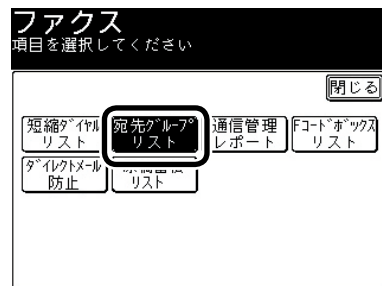 ファクス
項目を選択してください
閉じる
短縮ﾀﾞｲﾔﾙ
リスト
宛先ｸﾞﾙｰﾌﾟ
リスト
通信管理
レポート
Fｺｰﾄﾞﾎﾞｯｸｽ
リスト
ﾀﾞｲﾚｸﾄﾒｰﾙ
防止
リスト